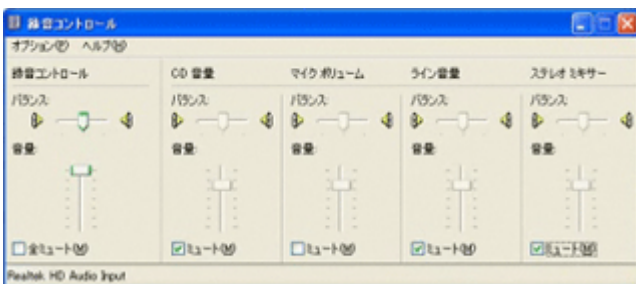 録音コントロール
オプション(P) ヘルプ(H)
録音コントロール
バランス:
音量:
全ミュート(M)
CD 音量
バランス:
音量:
ミュート(M)
マイク ボリューム
バランス:
音量:
ミュート(M)
ライン音量
バランス:
音量:
ミュート(M)
ステレオ ミキサー
バランス:
音量:
ミュート(M)
Realtek HD Audio Input